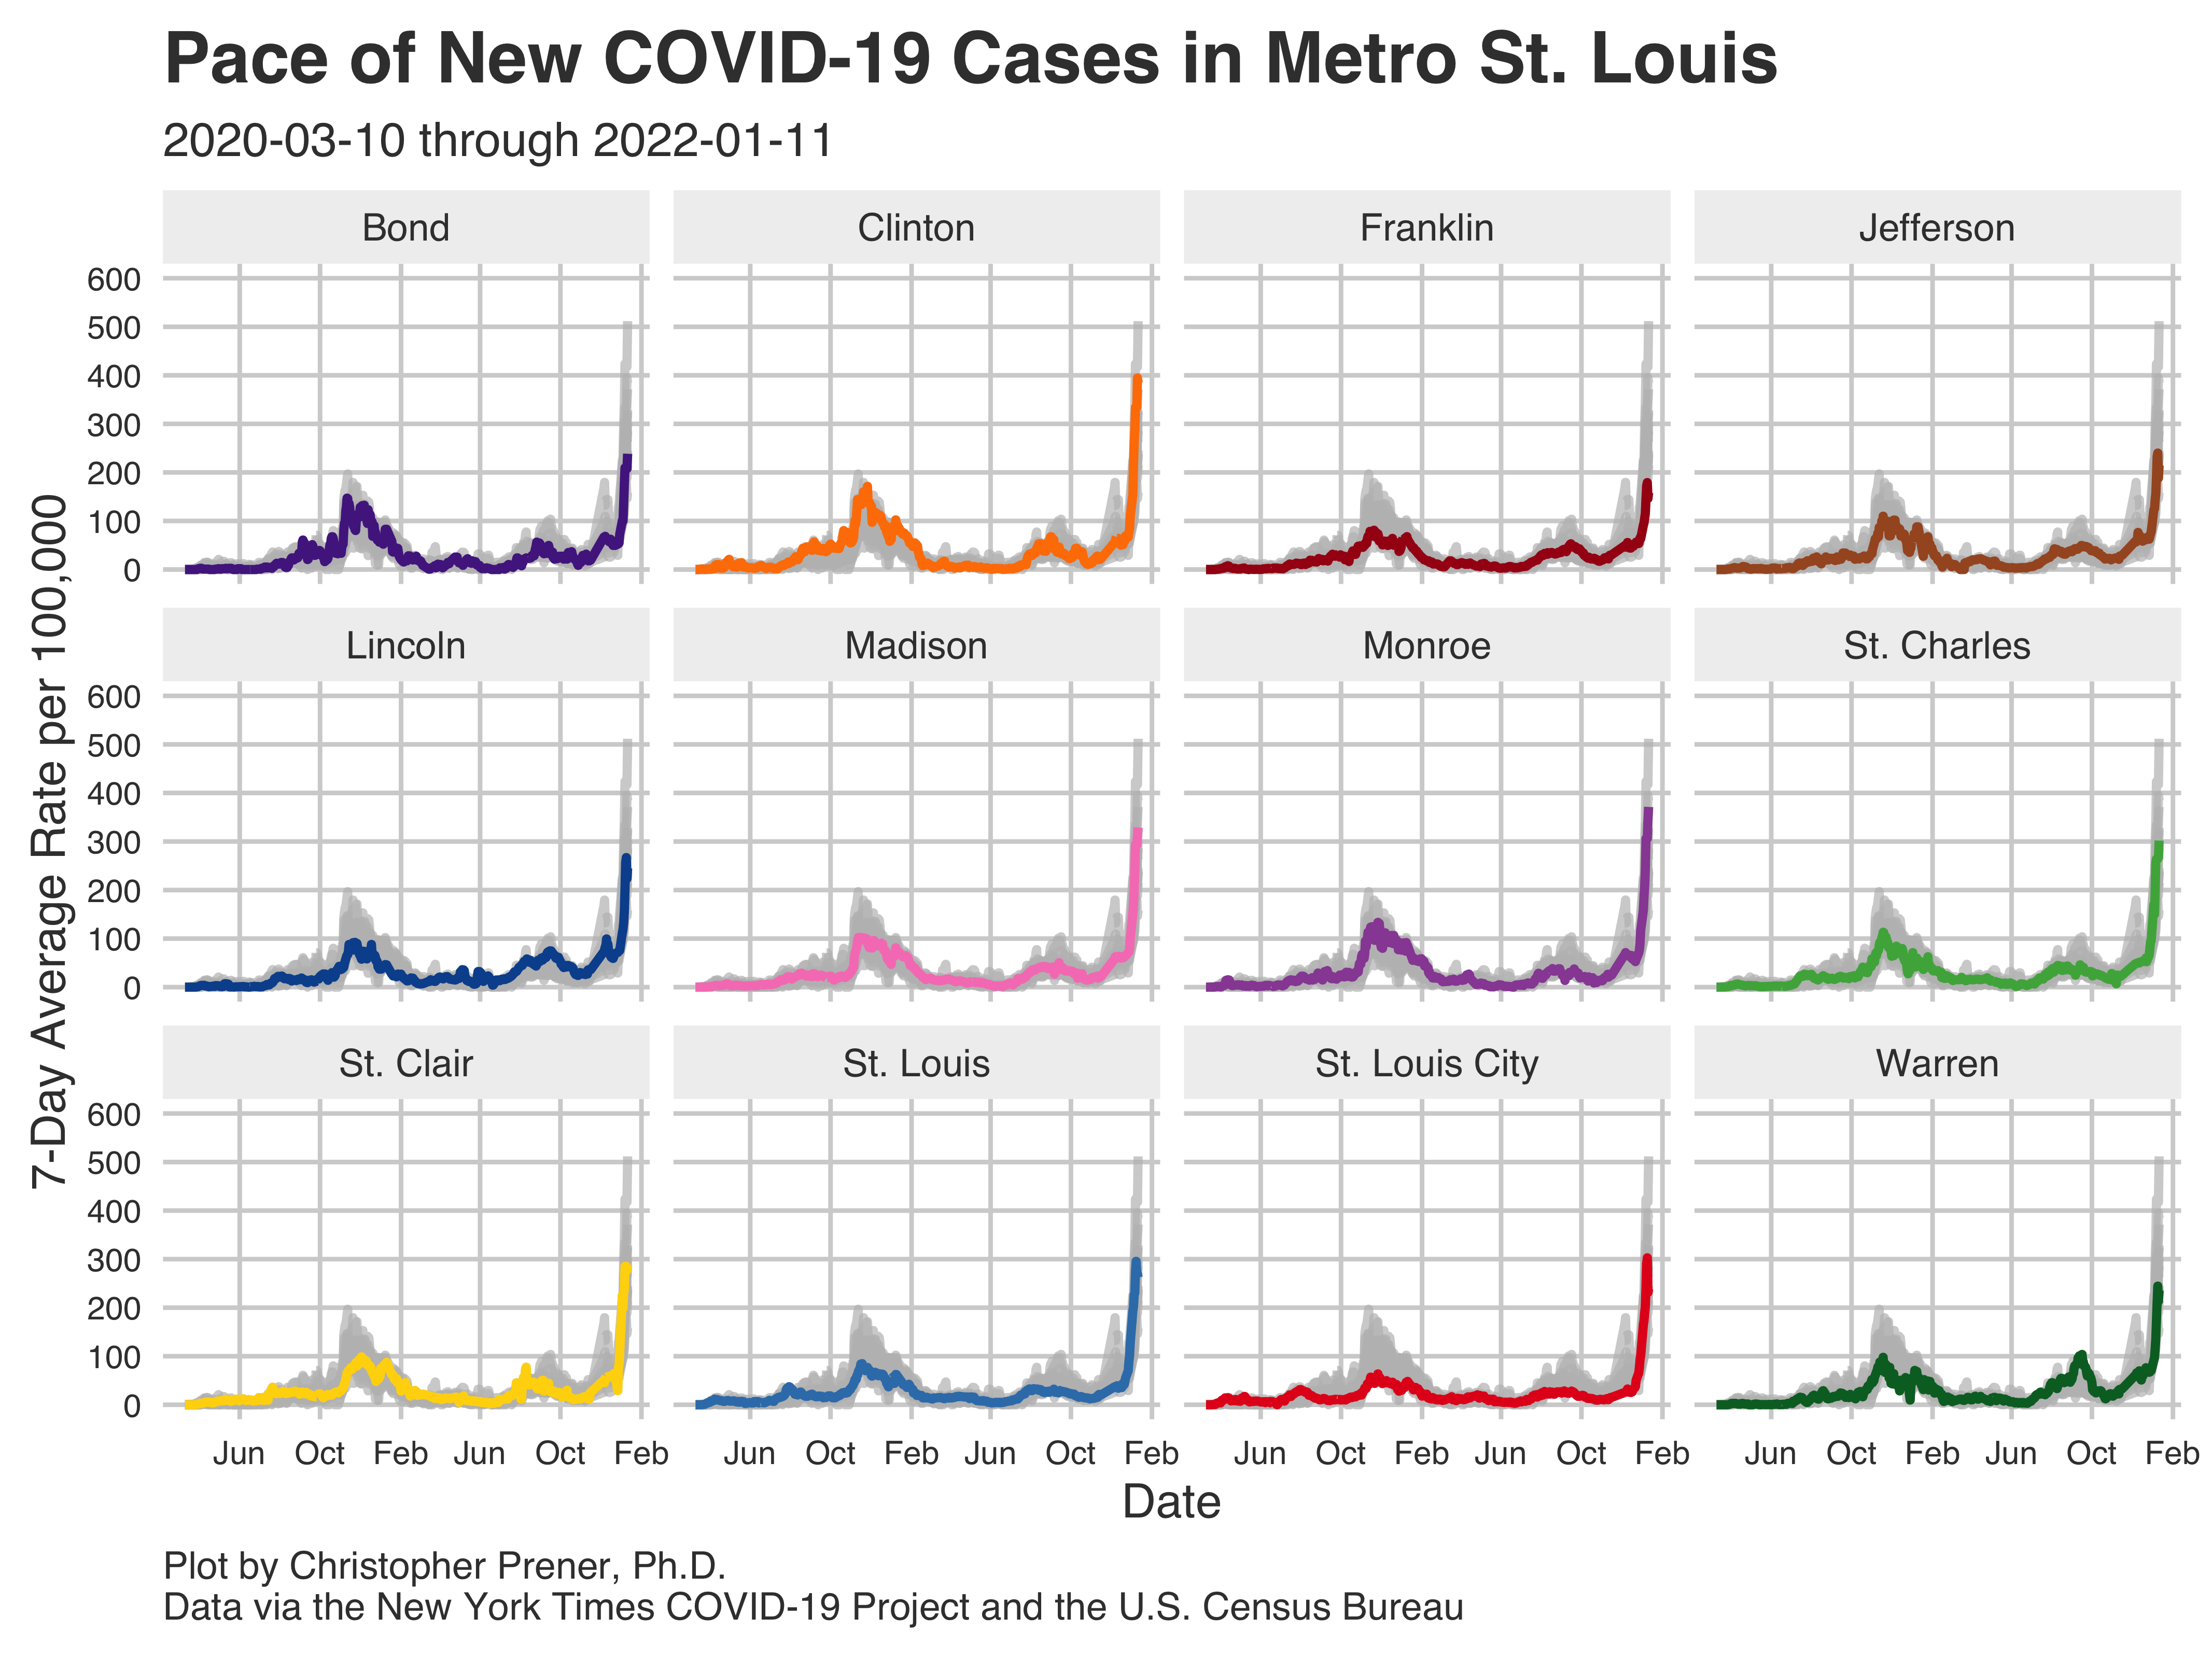 Pace of New COVID-19 Cases in Metro St. Louis
2020-03-10 through 2022-01-11
7-Day Average Rate per 100,000
Bond Clinton Franklin Jefferson
600
500
400
300
200
100
0
Lincoln Madison Monroe St. Charles
600
500
400
300
200
100
0
St. Clair St. Louis St. Louis City Warren
600
500
400
300
200
100
0
Jun Oct Feb Jun Oct Feb Jun Oct Feb Jun Oct Feb Jun Oct Feb Jun Oct Feb Jun Oct Feb Jun Oct Feb
Date
Plot by Christopher Prener, Ph.D.
Data via the New York Times COVID-19 Project and the U.S. Census Bureau